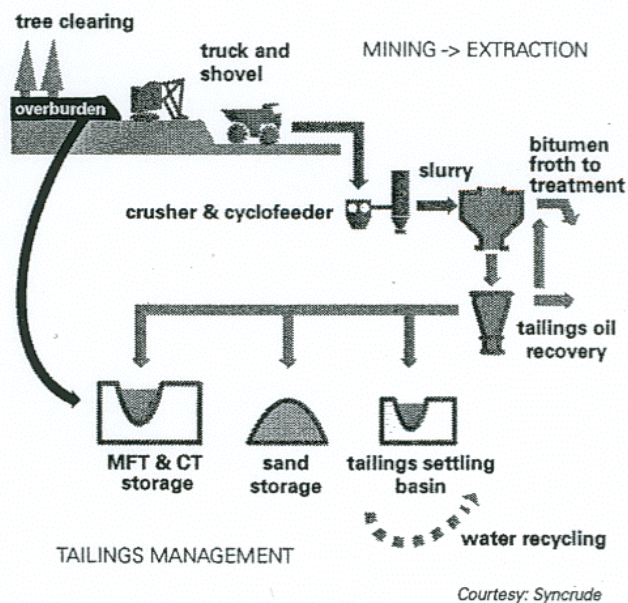 tree clearing
truck and
shovel
MINING -> EXTRACTION
overburden
bitumen
froth to
treatment
slurry
crusher & cyclofeeder
tailings oil
recovery
MFT & CT
storage
sand
storage
tailings settling
basin
water recycling
TAILINGS MANAGEMENT
Courtesy: Syncrude